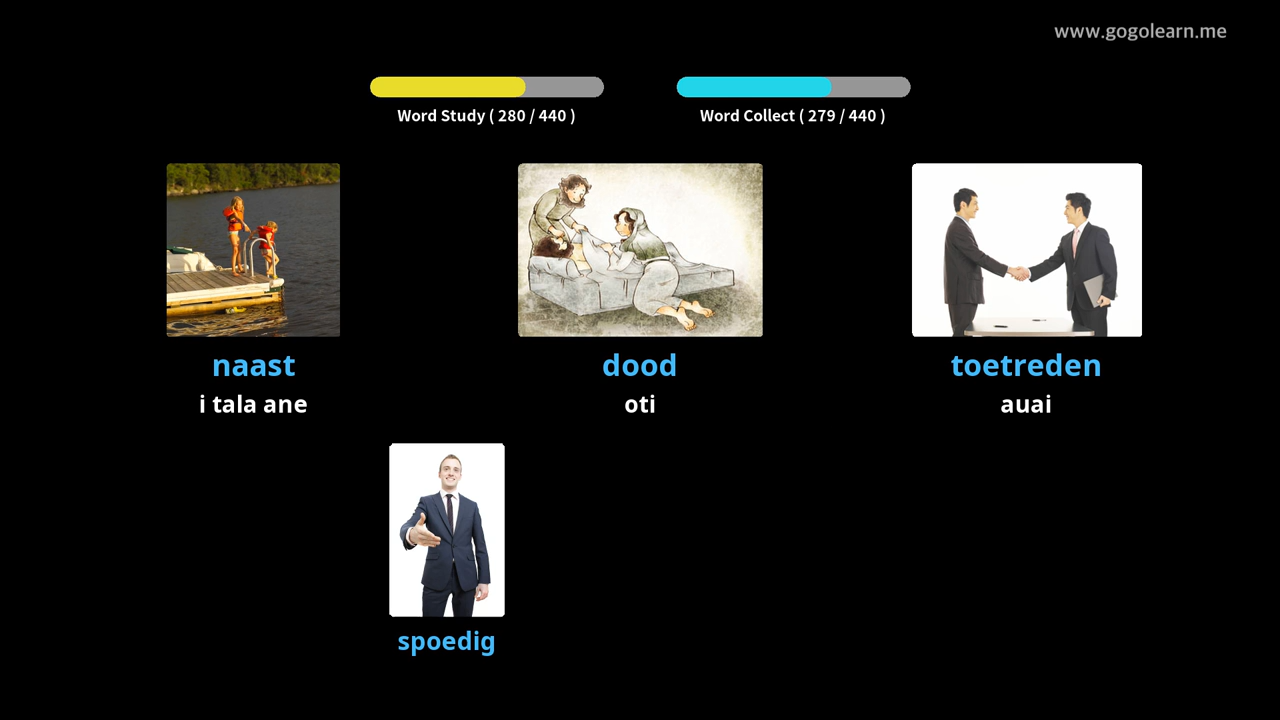 www.gogolearn.me
Word Study ( 280 / 440 )
Word Collect ( 279 / 440 )
naast
dood
toetreden
i tala ane
oti
auai
spoedig